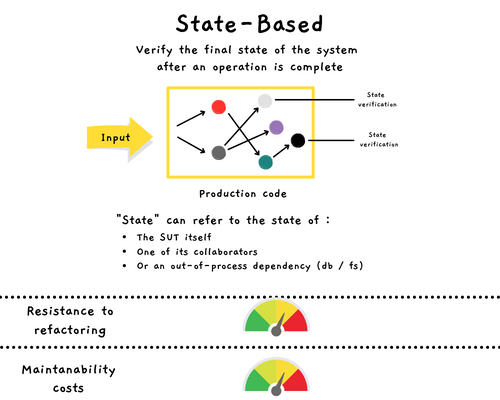 State-Based
Verify the final state of the system
after an operation is complete
State
verification
Input
State
verification
Production code
"State" can refer to the state of :
• The SUT itself
• One of its collaborators
• Or an out-of-process dependency (db / fs)
Resistance to
refactoring
Maintanability
costs